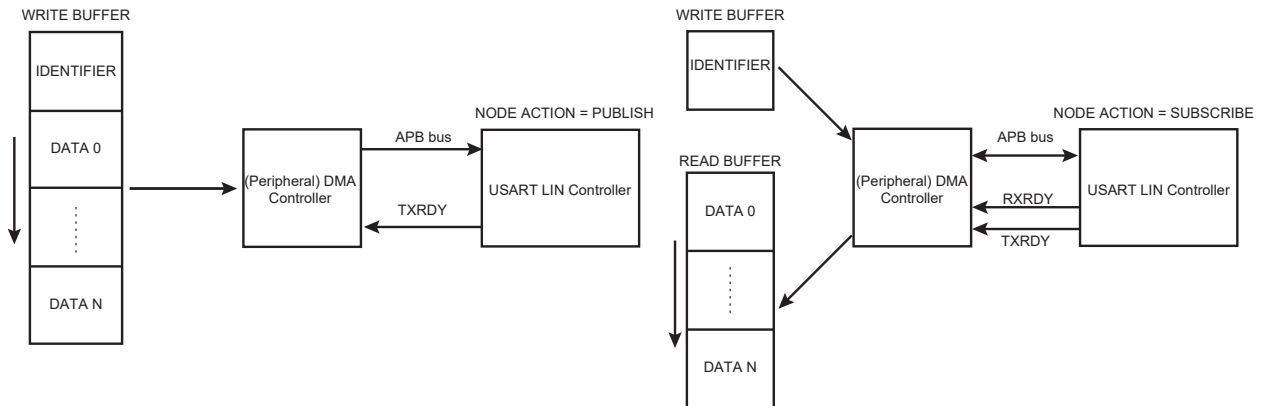 WRITE BUFFER
IDENTIFIER
DATA 0
DATA N
(Peripheral) DMA
Controller
APB bus
TXRDY
NODE ACTION = PUBLISH
USART LIN Controller
WRITE BUFFER
IDENTIFIER
READ BUFFER
DATA 0
DATA N
(Peripheral) DMA
Controller
APB bus
RXRDY
TXRDY
NODE ACTION = SUBSCRIBE
USART LIN Controller